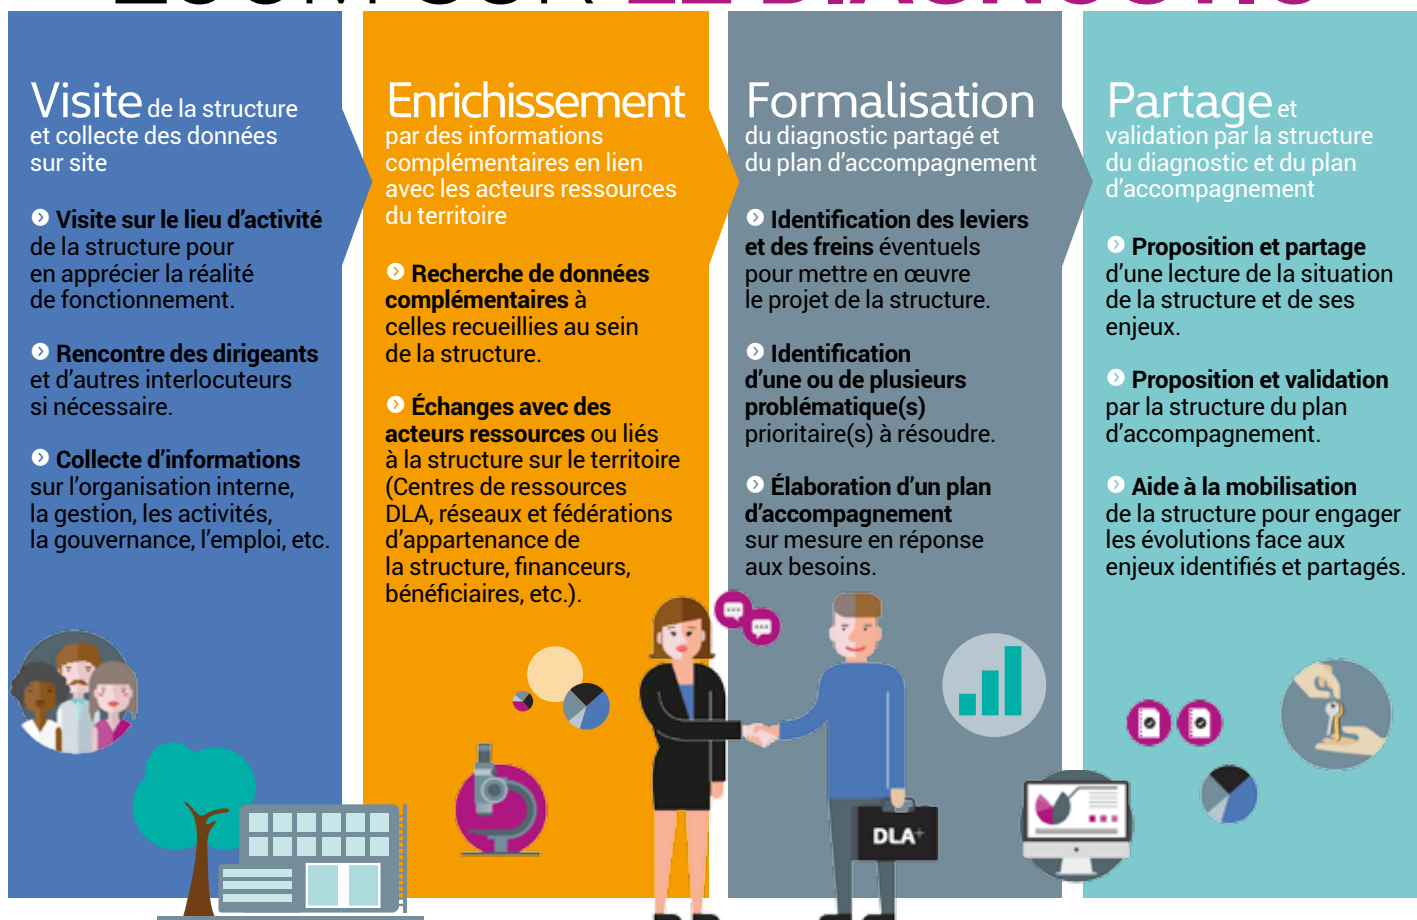 ZOOM SUR LE DIAGNOSTIC
Visite de la structure
et collecte des données
sur site
Visite sur le lieu d’activité
de la structure pour
en apprécier la réalité
de fonctionnement.
Rencontre des dirigeants
et d’autres interlocuteurs
si nécessaire.
Collecte d’informations
sur l’organisation interne,
la gestion, les activités,
la gouvernance, l’emploi, etc.
Enrichissement
par des informations
complémentaires en lien
avec les acteurs ressources
du territoire
Recherche de données
complémentaires à
celles recueillies au sein
de la structure.
Échanges avec des
acteurs ressources ou liés
à la structure sur le territoire
(Centres de ressources
DLA, réseaux et fédérations
d’appartenance de
la structure, financeurs,
bénéficiaires, etc.).
Formalisation
du diagnostic partagé et
du plan d’accompagnement
Identification des leviers
et des freins éventuels
pour mettre en œuvre
le projet de la structure.
Identification
d’une ou de plusieurs
problématique(s)
prioritaire(s) à résoudre.
Élaboration d’un plan
d’accompagnement
sur mesure en réponse
aux besoins.
DLA+
Partage et
validation par la structure
du diagnostic et du plan
d’accompagnement
Proposition et partage
d’une lecture de la situation
de la structure et de ses
enjeux.
Proposition et validation
par la structure du plan
d’accompagnement.
Aide à la mobilisation
de la structure pour engager
les évolutions face aux
enjeux identifiés et partagés.